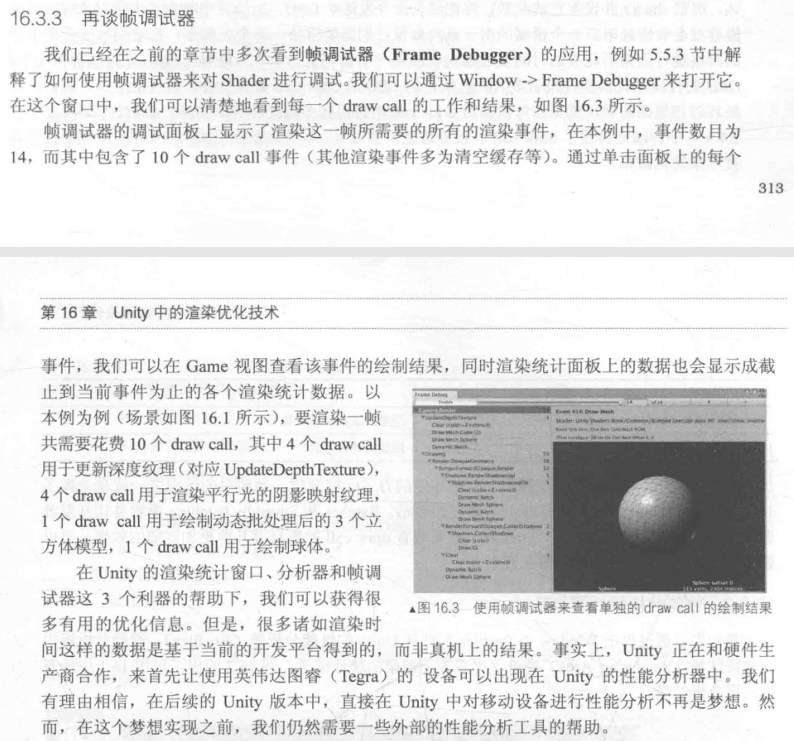 16.3.3 再谈帧调试器
我们已经在之前的章节中多次看到帧调试器（Frame Debugger）的应用，例如 5.5.3 节中解
释了如何使用帧调试器来对 Shader 进行调试。我们可以通过 Window -> Frame Debugger 来打开它。
在这个窗口中，我们可以清楚地看到每一个 draw call 的工作和结果，如图 16.3 所示。
帧调试器的调试面板上显示了渲染这一帧所需要的所有的渲染事件，在本例中，事件数目为
14，而其中包含了 10 个 draw call 事件（其他渲染事件多为清空缓存等）。通过单击面板上的每个
313
第 16 章 Unity 中的渲染优化技术
事件，我们可以在 Game 视图查看该事件的绘制结果，同时渲染统计面板上的数据也会显示成截
止到当前事件为止的各个渲染统计数据。以
本例为例（场景如图 16.1 所示），要渲染一帧
共需要花费 10 个 draw call，其中 4 个 draw call
用于更新深度纹理（对应 UpdateDepthTexture），
4 个 draw call 用于渲染平行光的阴影映射纹理，
1 个 draw call 用于绘制动态批处理后的 3 个立
方体模型，1 个 draw call 用于绘制球体。
在 Unity 的渲染统计窗口、分析器和帧调
试器这 3 个利器的帮助下，我们可以获得很
多有用的优化信息。但是，很多诸如渲染时
Frame Debug
Enable
Camera.Render
UpdateDepthTexture
Clear (color+Z+stencil)
Draw Mesh Cube (2)
Draw Mesh Sphere
Dynamic Batch
Drawing
Render.OpaqueGeometry
RenderForwardOpaque.Render
Shadows.RenderShadowmap
Clear (color+Z+stencil)
Dynamic Batch
Draw Mesh Sphere
Dynamic Batch
Draw Mesh Sphere
RenderForwardOpaque.CollectShadows
Shadows.CollectShadows
Clear (color)
Draw GL
Clear
Clear (color+Z+stencil)
Dynamic Batch
Draw Mesh Sphere
Event #14: Draw Mesh
Sphere
Sphere subset 0
▲图 16.3 使用帧调试器来查看单独的 draw call 的绘制结果
间这样的数据是基于当前的开发平台得到的，而非真机上的结果。事实上，Unity 正在和硬件生
产商合作，来首先让使用英伟达图睿（Tegra）的 设备可以出现在 Unity 的性能分析器中。我们
有理由相信，在后续的 Unity 版本中，直接在 Unity 中对移动设备进行性能分析不再是梦想。然
而，在这个梦想实现之前，我们仍然需要一些外部的性能分析工具的帮助。